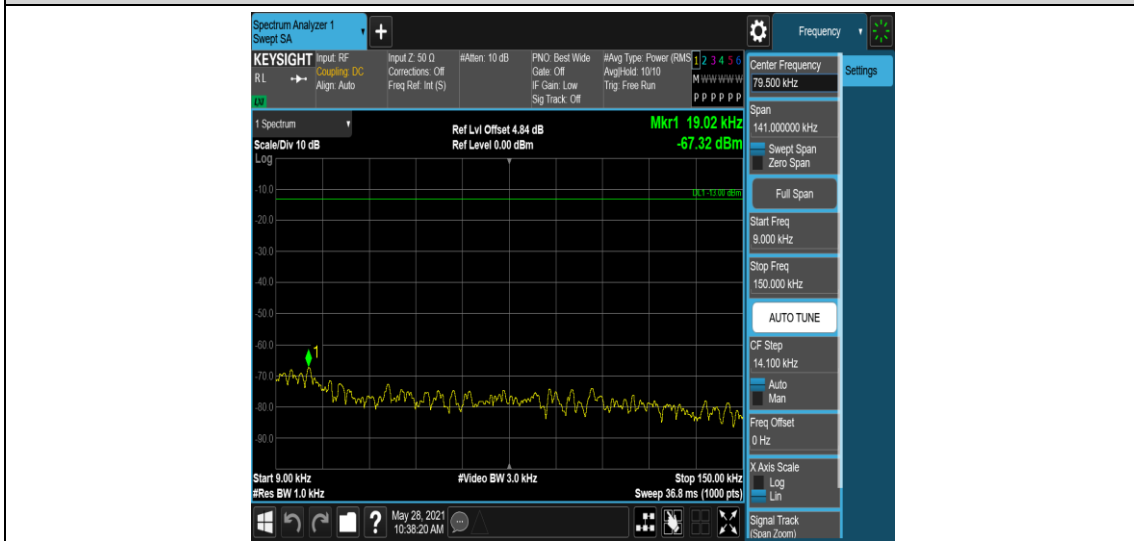 Spectrum Analyzer 1
Swept SA
+
Frequency
KEYSIGHT
RL
LXI
Input: RF
Coupling: DC
Align: Auto
Input Z: 50 Ω
Corrections: Off
Freq Ref: Int (S)
#Atten: 10 dB
PNO: Best Wide
Gate: Off
IF Gain: Low
Sig Track: Off
#Avg Type: Power (RMS
Avg|Hold: 10/10
Trig: Free Run
1 2 3 4 5 6
M W W W W W
P P P P P P
1 Spectrum
Scale/Div 10 dB
Log
Ref Lvl Offset 4.84 dB
Ref Level 0.00 dBm
Mkr1 19.02 kHz
-67.32 dBm
DL1 -13.00 dBm
-10.0
-20.0
-30.0
-40.0
-50.0
-60.0
-70.0
-80.0
-90.0
1
Start 9.00 kHz
#Res BW 1.0 kHz
#Video BW 3.0 kHz
Stop 150.00 kHz
Sweep 36.8 ms (1000 pts)
Center Frequency
79.500 kHz
Settings
Span
141.000000 kHz
Swept Span
Zero Span
Full Span
Start Freq
9.000 kHz
Stop Freq
150.000 kHz
AUTO TUNE
CF Step
14.100 kHz
Auto
Man
Freq Offset
0 Hz
X Axis Scale
Log
Lin
Signal Track
(Span Zoom)
?
May 28, 2021
10:38:20 AM